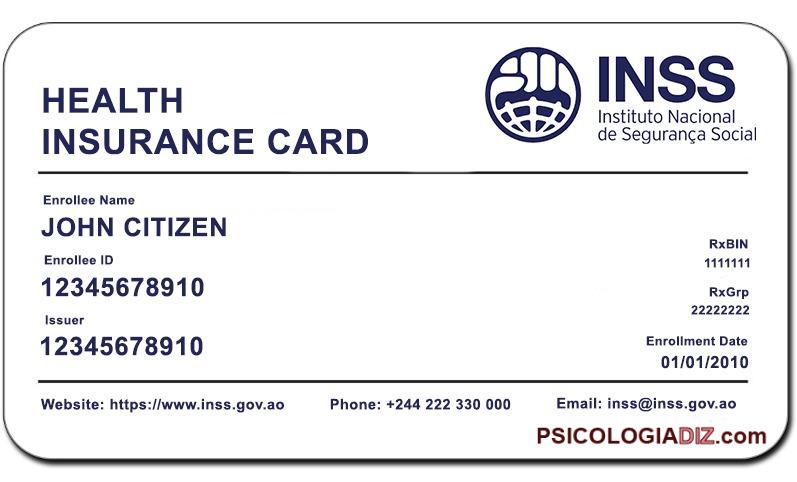 HEALTH
INSURANCE CARD
INSS
Instituto Nacional
de Segurança Social
Enrollee Name
JOHN CITIZEN
Enrollee ID
12345678910
Issuer
12345678910
RxBIN
1111111
RxGrp
22222222
Enrollment Date
01/01/2010
Website: https://www.inss.gov.ao
Phone: +244 222 330 000
Email: inss@inss.gov.ao
PSICOLOGIADIZ.com